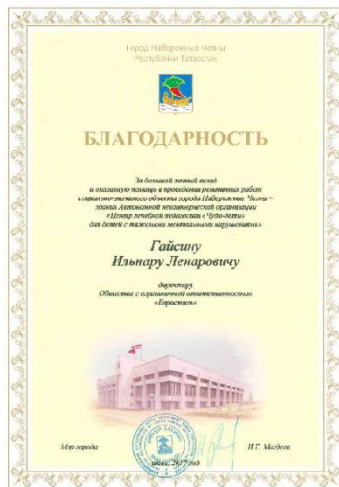 Город Набережные Челны
Республики Татарстан
БЛАГОДАРНОСТЬ
За большой личный вклад
и оказанную помощь в проведении ремонтных работ
социально-значимого объекта города Набережные Челны –
здания Автономной некоммерческой организации
«Центр лечебной педагогики «Чудо-дети»
для детей с тяжелыми ментальными нарушениями»
Гайсину
Ильнару Ленаровичу
директору
Общества с ограниченной ответственностью
Мэр города
Н.Г. Магдеев
2017 год